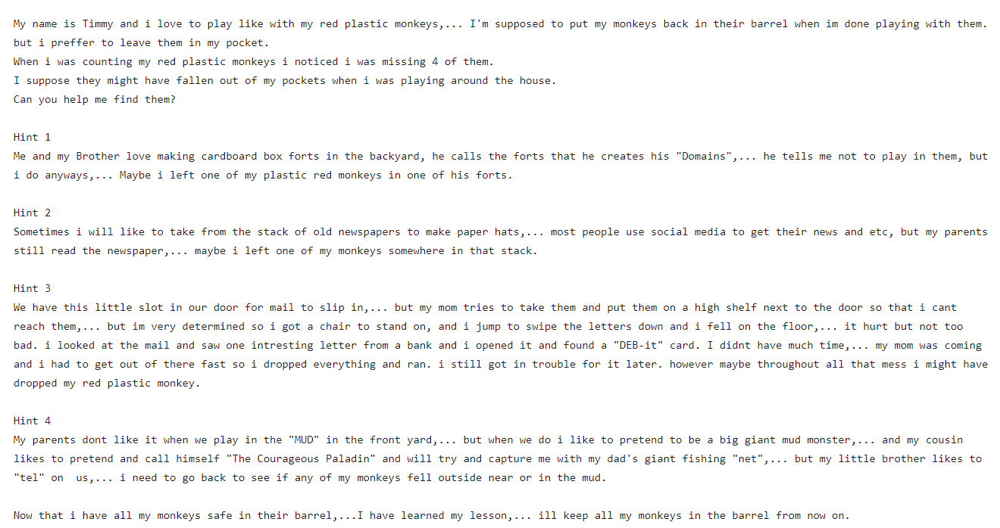 My name is Timmy and i love to play like with my red plastic monkeys,... I'm supposed to put my monkeys back in their barrel when im done playing with them.
but i preffer to leave them in my pocket.
When i was counting my red plastic monkeys i noticed i was missing 4 of them.
I suppose they might have fallen out of my pockets when i was playing around the house.
Can you help me find them?
Hint 1
Me and my Brother love making cardboard box forts in the backyard, he calls the forts that he creates his "Domains",... he tells me not to play in them, but
i do anyways,... Maybe i left one of my plastic red monkeys in one of his forts.
Hint 2
Sometimes i will like to take from the stack of old newspapers to make paper hats,... most people use social media to get their news and etc, but my parents
still read the newspaper,... maybe i left one of my monkeys somewhere in that stack.
Hint 3
We have this little slot in our door for mail to slip in,... but my mom tries to take them and put them on a high shelf next to the door so that i cant
reach them,... but im very determined so i got a chair to stand on, and i jump to swipe the letters down and i fell on the floor,... it hurt but not too
bad. i looked at the mail and saw one intresting letter from a bank and i opened it and found a "DEB-it" card. I didnt have much time,... my mom was coming
and i had to get out of there fast so i dropped everything and ran. i still got in trouble for it later. however maybe throughout all that mess i might have
dropped my red plastic monkey.
Hint 4
My parents dont like it when we play in the "MUD" in the front yard,... but when we do i like to pretend to be a big giant mud monster,... and my cousin
likes to pretend and call himself "The Courageous Paladin" and will try and capture me with my dad's giant fishing "net",... but my little brother likes to
"tel" on  us,... i need to go back to see if any of my monkeys fell outside near or in the mud.
Now that i have all my monkeys safe in their barrel,...I have learned my lesson,... ill keep all my monkeys in the barrel from now on.